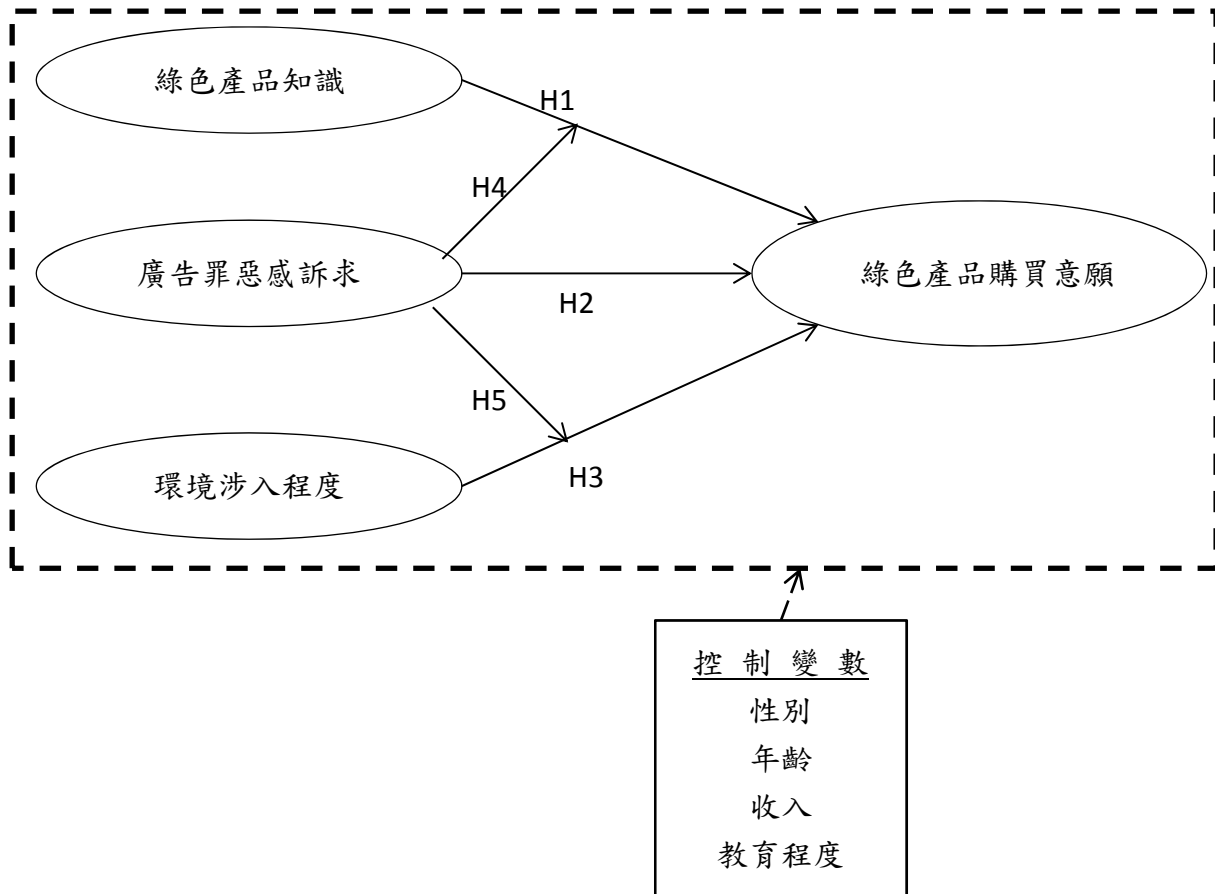 綠色產品知識
H1
H4
廣告罪惡感訴求
H2
綠色產品購買意願
H5
環境涉入程度
H3
控制變數
性別
年齡
收入
教育程度